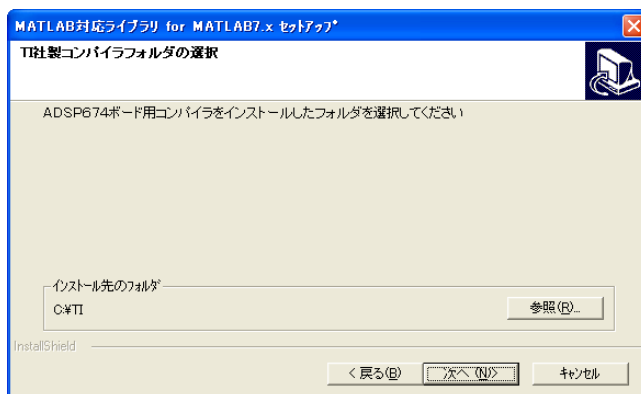 MATLAB対応ライブラリ for MATLAB7.x セットアップ
TI社製コンパイラフォルダの選択
ADSP674ボード用コンパイラをインストールしたフォルダを選択してください
インストール先のフォルダ
C:¥TI
参照(R)...
InstallShield
< 戻る(B)
次へ (N)>
キャンセル